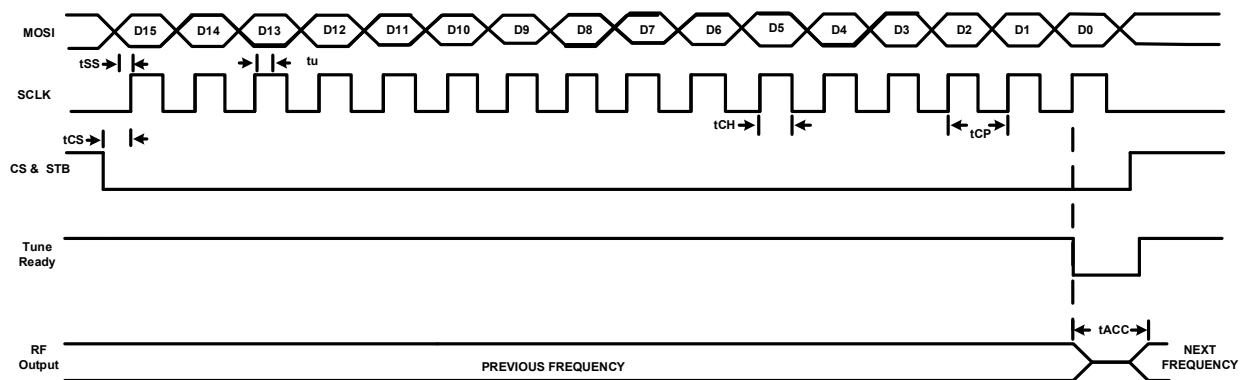 MOSI
D15 D14 D13 D12 D11 D10 D9 D8 D7 D6 D5 D4 D3 D2 D1 D0
tSS
tu
SCLK
tCH
tCP
tCS
CS & STB
Tune
Ready
tACC
RF
Output
PREVIOUS FREQUENCY
NEXT
FREQUENCY